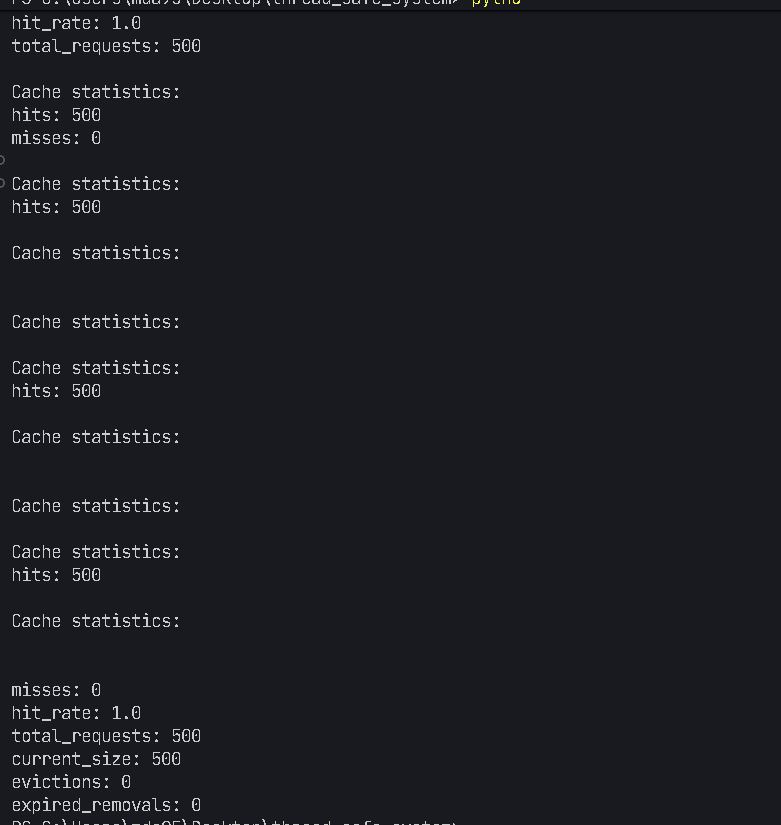 hit_rate: 1.0
total_requests: 500
Cache statistics:
hits: 500
misses: 0
Cache statistics:
hits: 500
Cache statistics:
Cache statistics:
Cache statistics:
hits: 500
Cache statistics:
Cache statistics:
Cache statistics:
hits: 500
Cache statistics:
misses: 0
hit_rate: 1.0
total_requests: 500
current_size: 500
evictions: 0
expired_removals: 0